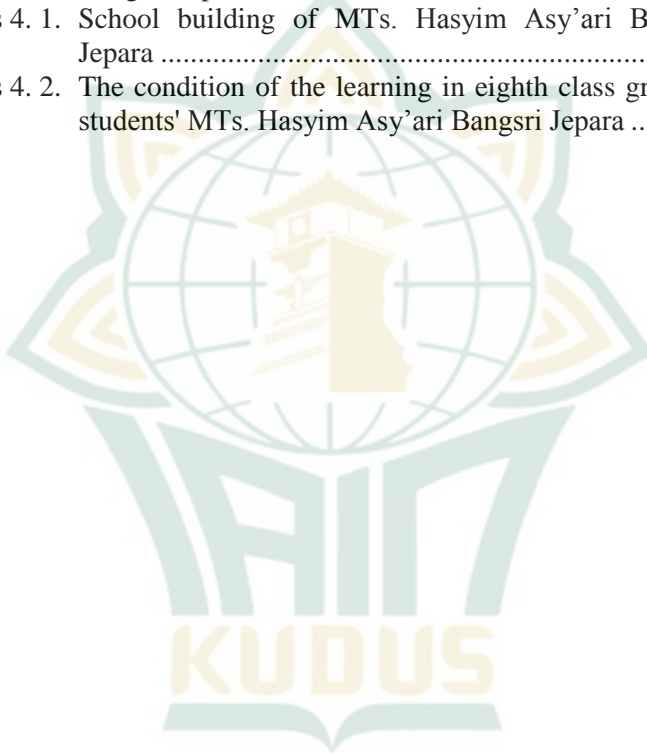 s 4. 1. School building of MTs. Hasyim Asy’ari B
Jepara ................................................................
s 4. 2. The condition of the learning in eighth class gr
students' MTs. Hasyim Asy’ari Bangsri Jepara ..
IAIN
KUDUS